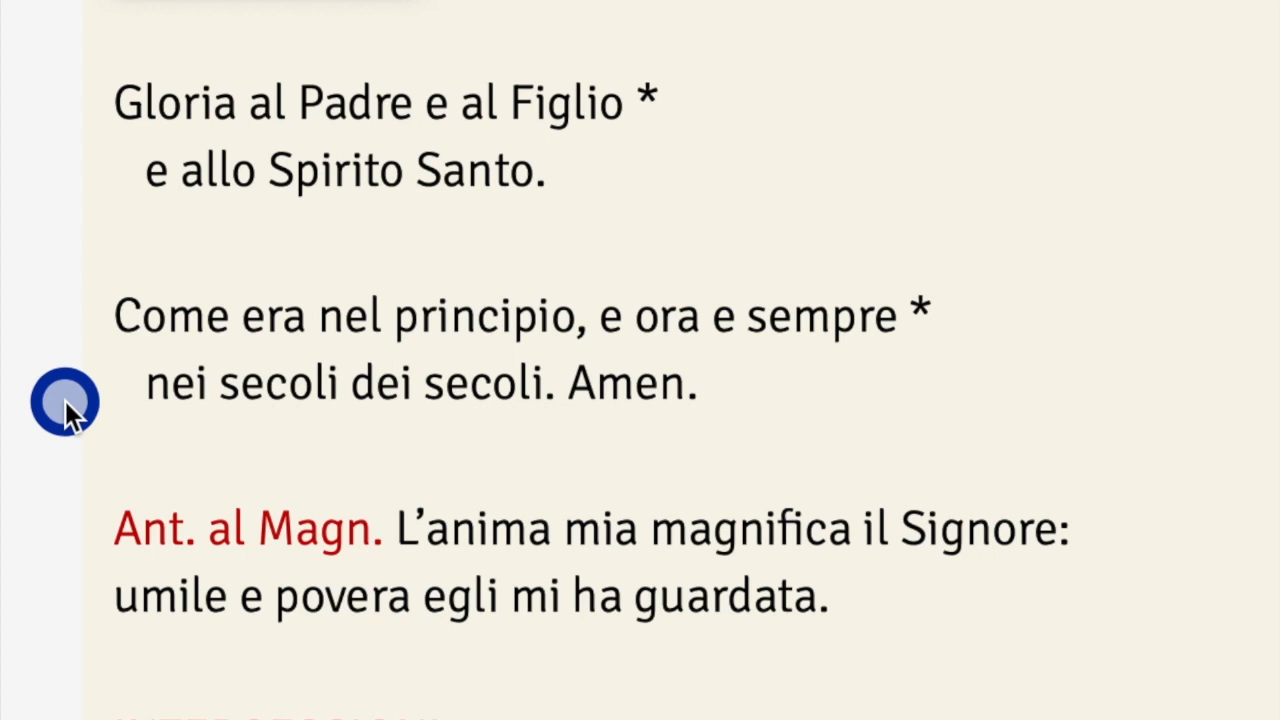 Gloria al Padre e al Figlio *
e allo Spirito Santo.
Come era nel principio, e ora e sempre *
nei secoli dei secoli. Amen.
Ant. al Magn. L’anima mia magnifica il Signore:
umile e povera egli mi ha guardata.